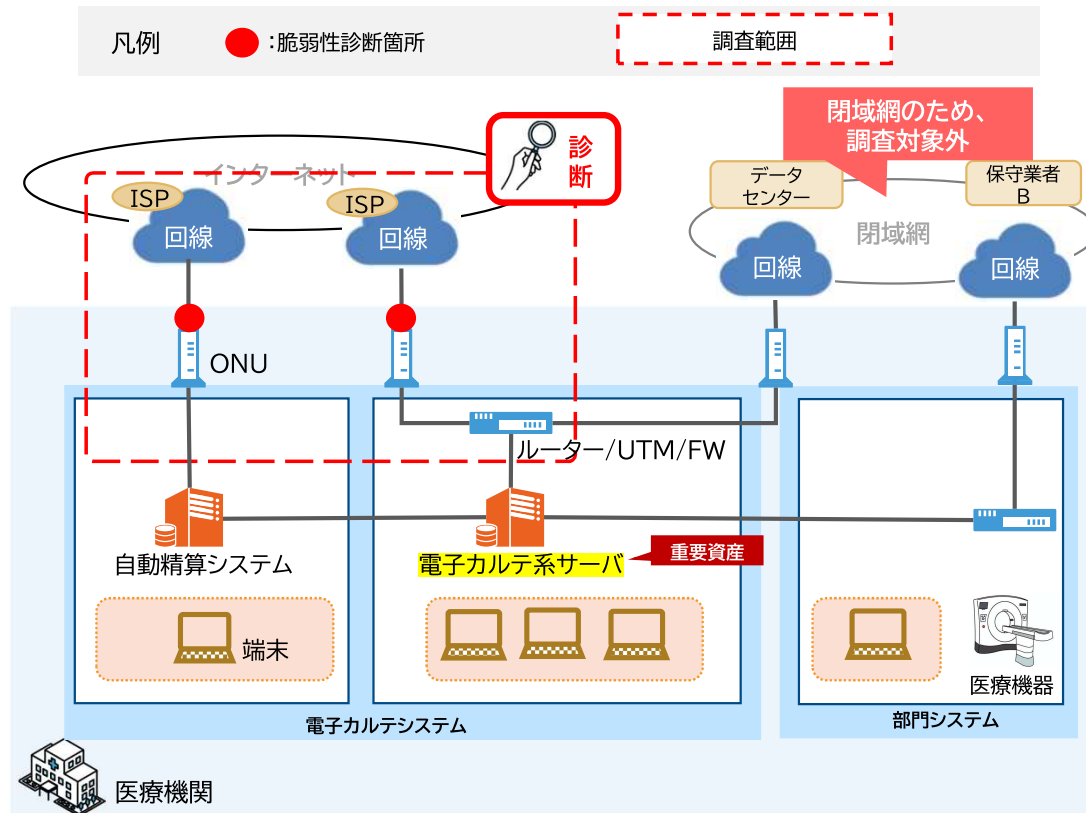 凡例
：脆弱性診断箇所
調査範囲
閉域網のため、
調査対象外
診
断
インターネット
ISP
ISP
回線
回線
データ
センター
保守業者
B
閉域網
回線
回線
ONU
ルーター/UTM/FW
自動精算システム
電子カルテ系サーバ
重要資産
端末
医療機器
電子カルテシステム
部門システム
医療機関